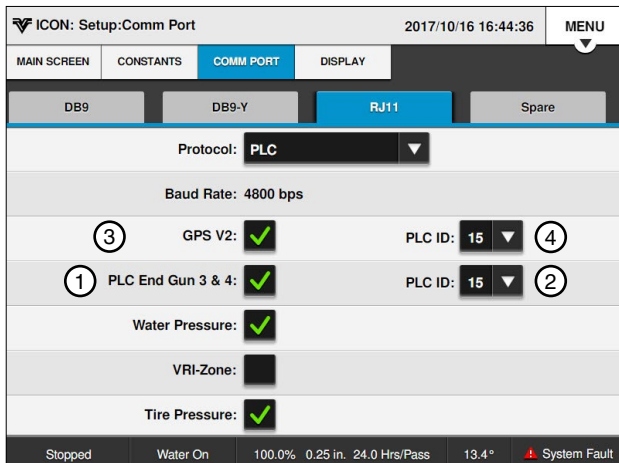 ICON: Setup:Comm Port 2017/10/16 16:44:36 MENU
MAIN SCREEN CONSTANTS COMM PORT DISPLAY
DB9 DB9-Y RJ11 Spare
Protocol: PLC
Baud Rate: 4800 bps
3 GPS V2: PLC ID: 15 4
1 PLC End Gun 3 & 4: PLC ID: 15 2
Water Pressure:
VRI-Zone:
Tire Pressure:
Stopped Water On 100.0% 0.25 in. 24.0 Hrs/Pass 13.4° System Fault